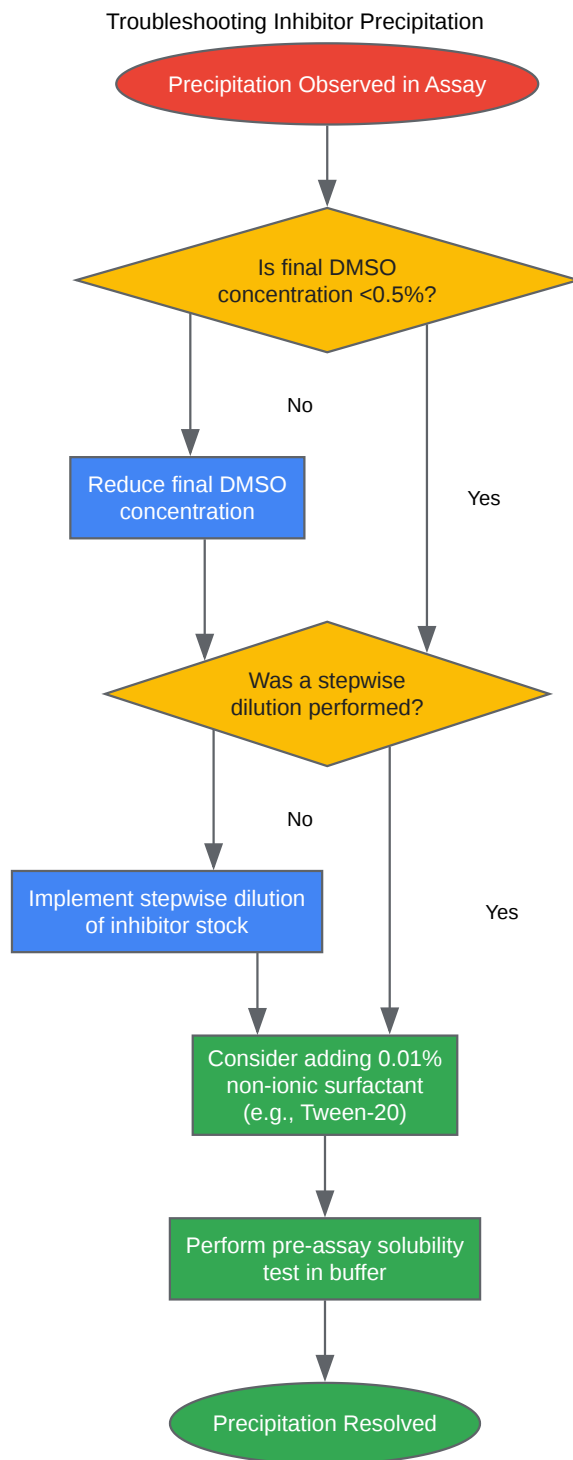 Troubleshooting Inhibitor Precipitation
Precipitation Observed in Assay
Is final DMSO
concentration <0.5%?
No
Reduce final DMSO
concentration
Yes
Was a stepwise
dilution performed?
No
Implement stepwise dilution
of inhibitor stock
Yes
Consider adding 0.01%
non-ionic surfactant
(e.g., Tween-20)
Perform pre-assay solubility
test in buffer
Precipitation Resolved